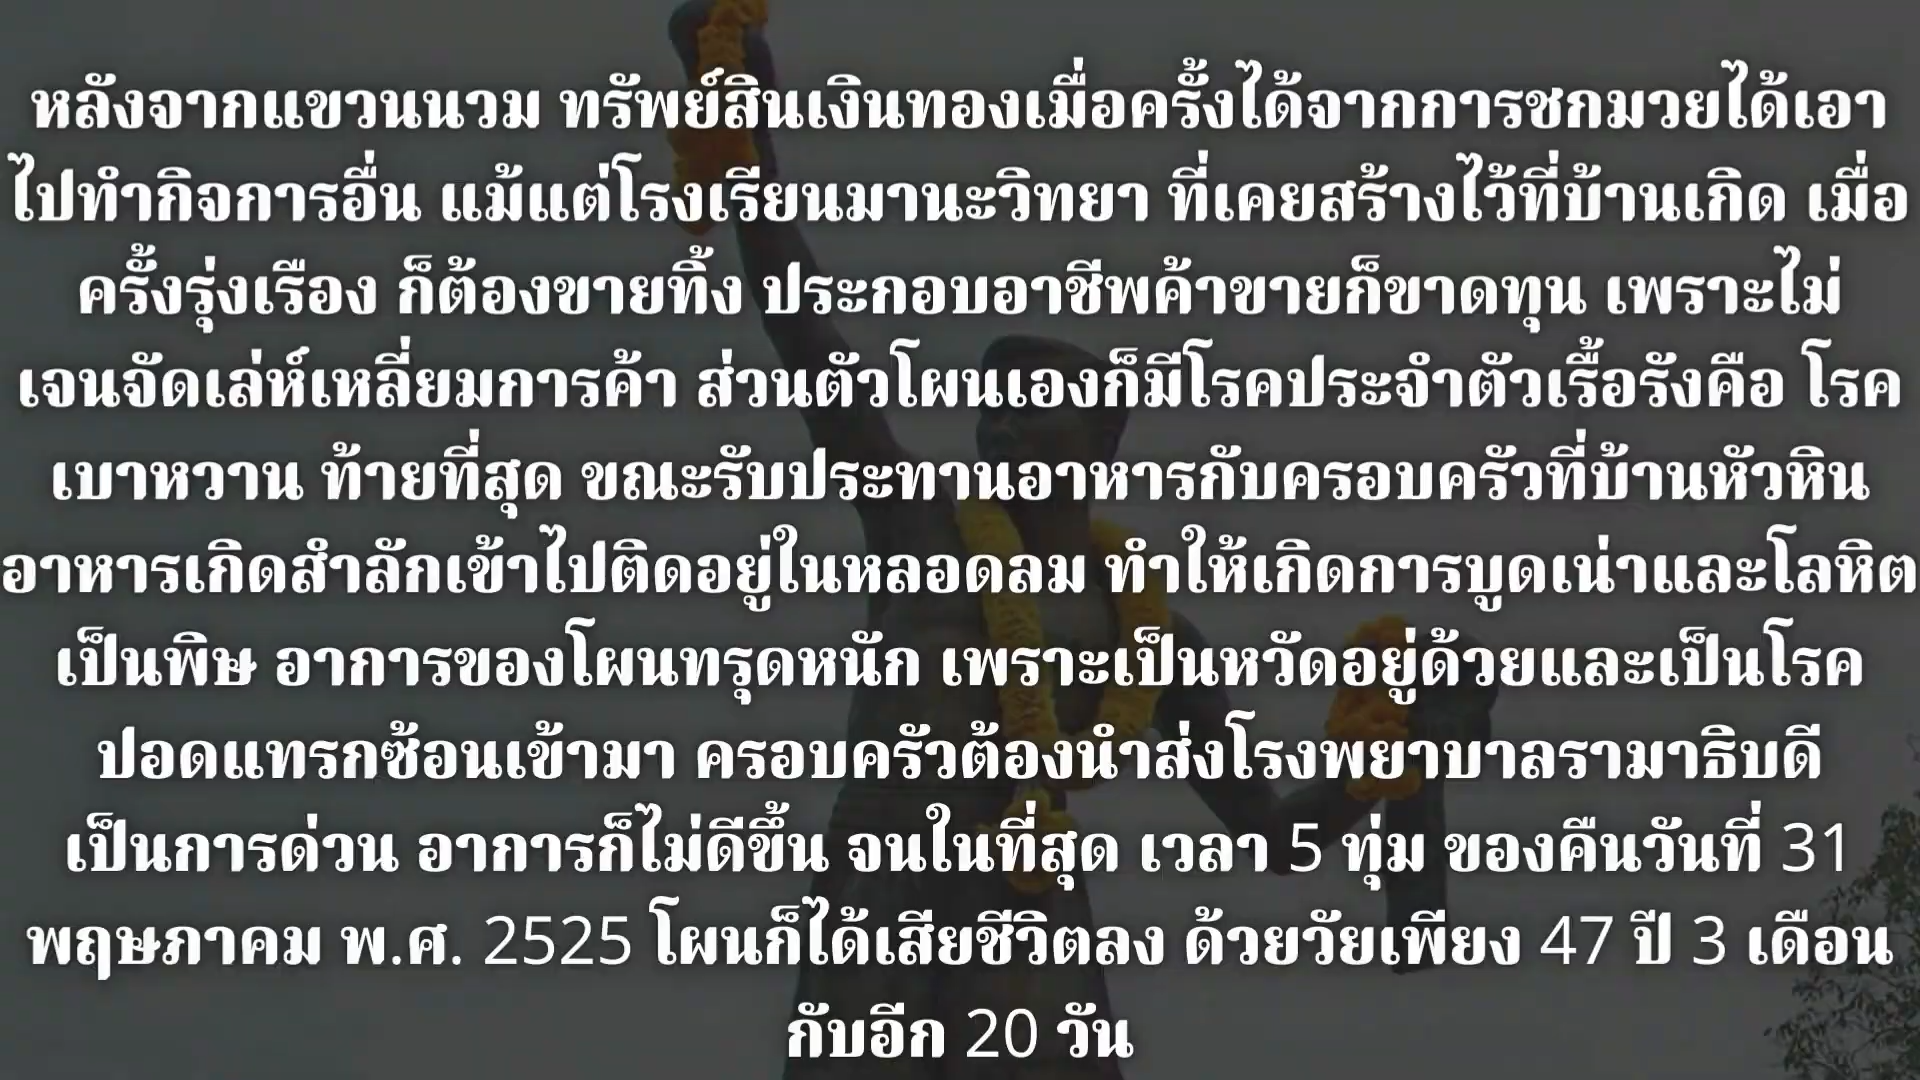 หลังจากแขวนนวม ทรัพย์สินเงินทองเมื่อครั้งได้จากการชกมวยได้เอา
ไปทำกิจการอื่น แม้แต่โรงเรียนมานะวิทยา ที่เคยสร้างไว้ที่บ้านเกิด เมื่อ
ครั้งรุ่งเรือง ก็ต้องขายทิ้ง ประกอบอาชีพค้าขายก็ขาดทุน เพราะไม่
เจนจัดเล่ห์เหลี่ยมการค้า ส่วนตัวโผนเองก็มีโรคประจำตัวเรื้อรังคือ โรค
เบาหวาน ท้ายที่สุด ขณะรับประทานอาหารกับครอบครัวที่บ้านหัวหิน
อาหารเกิดสำลักเข้าไปติดอยู่ในหลอดลม ทำให้เกิดการบูดเน่าและโลหิต
เป็นพิษ อาการของโผนทรุดหนัก เพราะเป็นหวัดอยู่ด้วยและเป็นโรค
ปอดแทรกซ้อนเข้ามา ครอบครัวต้องนำส่งโรงพยาบาลรามาธิบดี
เป็นการด่วน อาการก็ไม่ดีขึ้น จนในที่สุด เวลา 5 ทุ่ม ของคืนวันที่ 31
พฤษภาคม พ.ศ. 2525 โผนก็ได้เสียชีวิตลง ด้วยวัยเพียง 47 ปี 3 เดือน
กับอีก 20 วัน